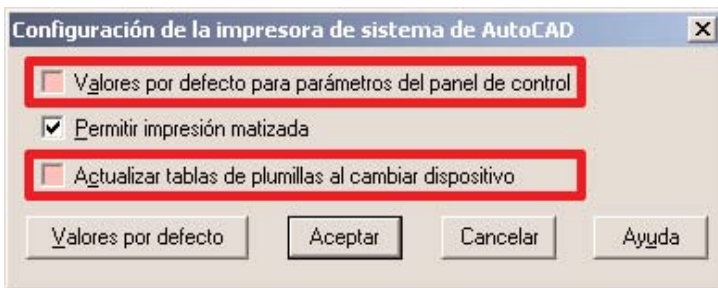 Configuración de la impresora de sistema de AutoCAD
Valores por defecto para parámetros del panel de control
Permitir impresión matizada
Actualizar tablas de plumillas al cambiar dispositivo
Valores por defecto Aceptar Cancelar Ayuda